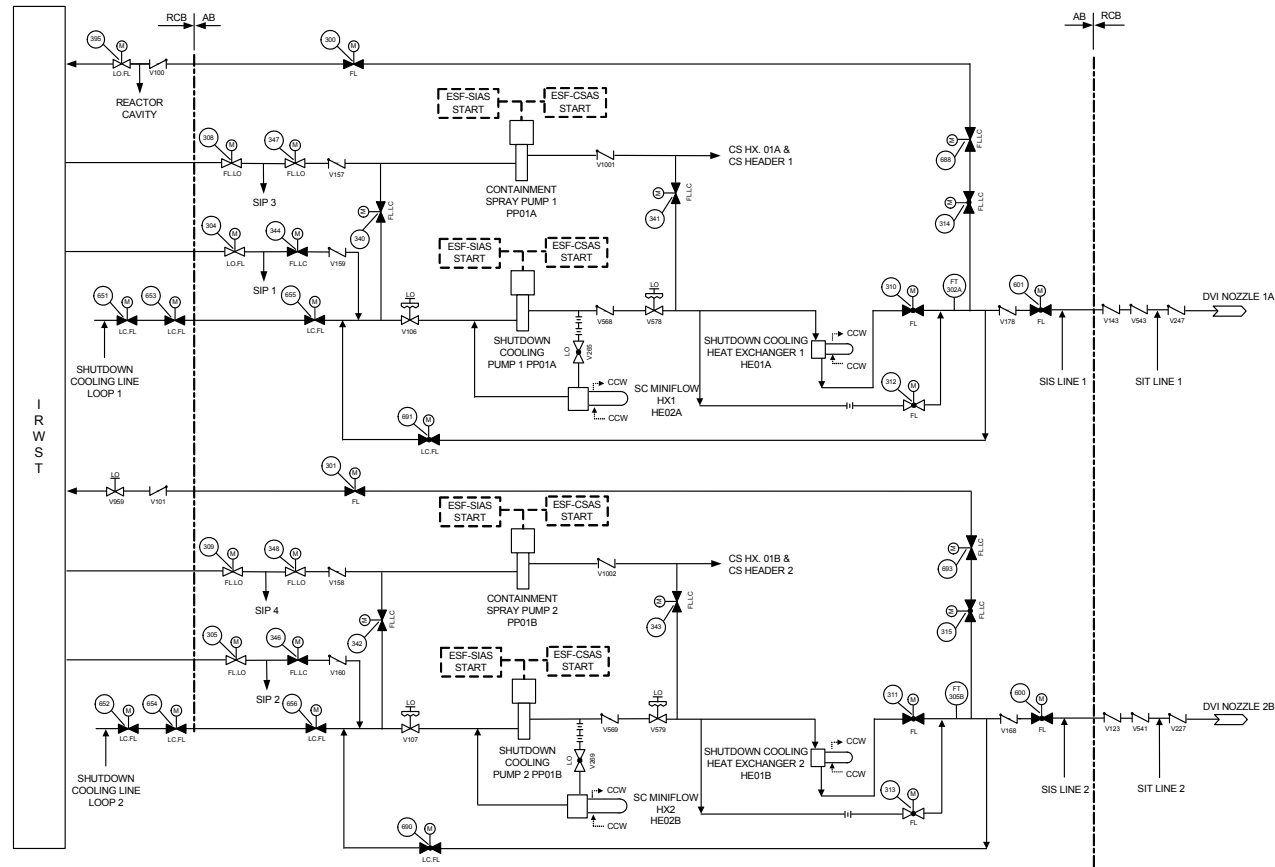 RCB
AB
AB
RCB
395
M
LO.FL
V100
300
M
FL
REACTOR
CAVITY
ESF-SIAS
START
ESF-CSAS
START
308
M
FL.LO
347
M
FL.LO
V157
SIP 3
CONTAINMENT
SPRAY PUMP 1
PP01A
V1001
CS HX. 01A &
CS HEADER 1
M
688
FL.LC
M
314
FL.LC
M
340
FL.LC
M
341
FL.LC
304
M
LO.FL
344
M
FL.LC
V159
SIP 1
ESF-SIAS
START
ESF-CSAS
START
651
M
LC.FL
653
M
LC.FL
655
M
LC.FL
LO
V106
SHUTDOWN
COOLING LINE
LOOP 1
SHUTDOWN
COOLING
PUMP 1 PP01A
V568
LO
V578
LO
V265
SC MINIFLOW
HX1
HE02A
CCW
CCW
SHUTDOWN COOLING
HEAT EXCHANGER 1
HE01A
CCW
CCW
310
M
FL
312
M
FL
FT
302A
V178
601
M
FL
SIS LINE 1
V143
V543
V247
SIT LINE 1
DVI NOZZLE 1A
691
M
LC.FL
I
R
W
S
T
LO
V959
V101
301
M
FL
ESF-SIAS
START
ESF-CSAS
START
309
M
FL.LO
348
M
FL.LO
V158
SIP 4
CONTAINMENT
SPRAY PUMP 2
PP01B
V1002
CS HX. 01B &
CS HEADER 2
M
693
FL.LC
M
315
FL.LC
M
342
FL.LC
M
343
FL.LC
305
M
FL.LO
346
M
FL.LC
V160
SIP 2
ESF-SIAS
START
ESF-CSAS
START
652
M
LC.FL
654
M
LC.FL
656
M
LC.FL
LO
V107
SHUTDOWN
COOLING LINE
LOOP 2
SHUTDOWN
COOLING
PUMP 2 PP01B
V569
LO
V579
LO
V269
SC MINIFLOW
HX2
HE02B
CCW
CCW
SHUTDOWN COOLING
HEAT EXCHANGER 2
HE01B
CCW
CCW
311
M
FL
313
M
FL
FT
305B
V168
600
M
FL
SIS LINE 2
V123
V541
V227
SIT LINE 2
DVI NOZZLE 2B
690
M
LC.FL